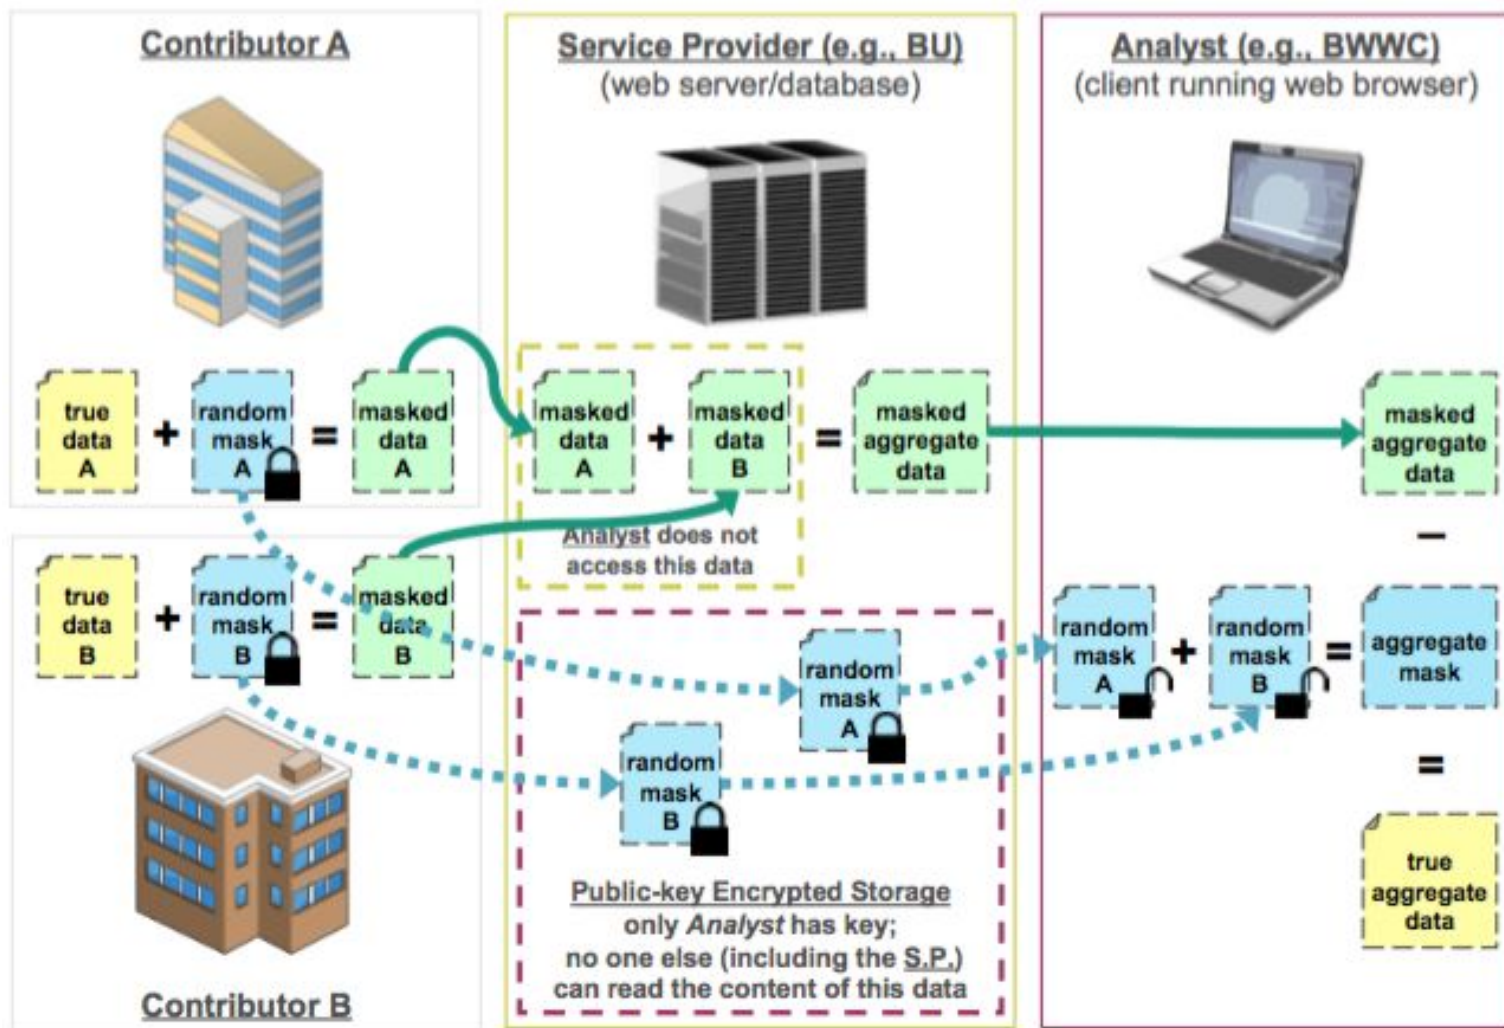 Contributor A
Service Provider (e.g., BU)
(web server/database)
Analyst (e.g., BWWC)
(client running web browser)
true
data
A
+
random
mask
A
=
masked
data
A
masked
data
A
+
masked
data
B
=
masked
aggregate
data
masked
aggregate
data
Analyst does not
access this data
−
true
data
B
+
random
mask
B
=
masked
data
B
random
mask
A
random
mask
B
random
mask
A
+
random
mask
B
=
aggregate
mask
=
true
aggregate
data
Public-key Encrypted Storage
only Analyst has key;
no one else (including the S.P.)
can read the content of this data
Contributor B